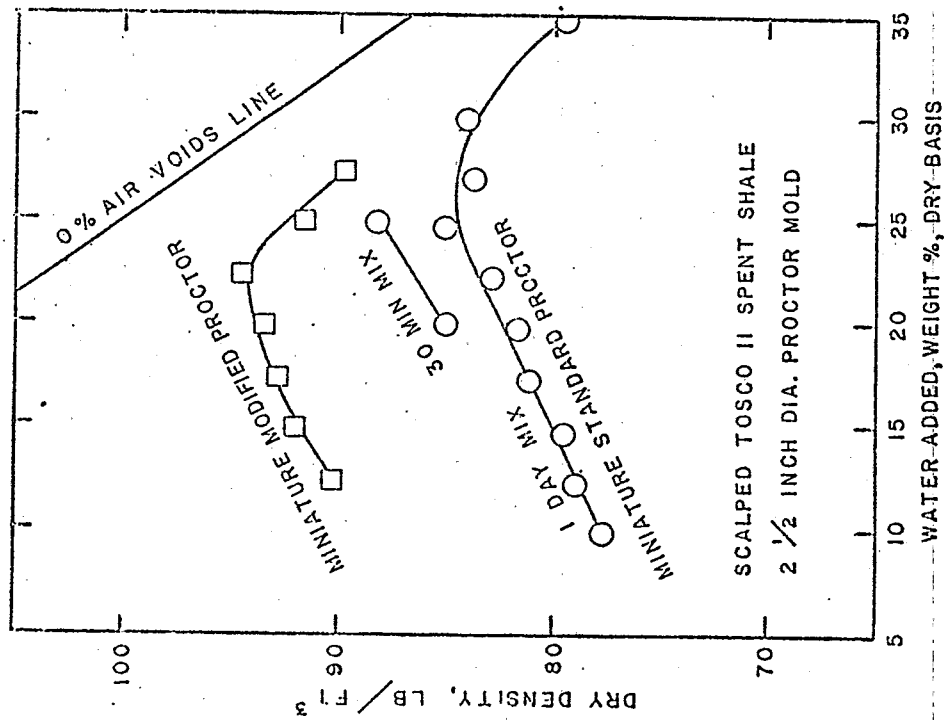 0% AIR VOIDS LINE
MINIATURE MODIFIED PROCTOR
30 MIN MIX
1 DAY MIX
MINIATURE STANDARD PROCTOR
SCALPED TOSCO II SPENT SHALE
2 1/2 INCH DIA. PROCTOR MOLD
100
90
80
70
DRY DENSITY, LB/FT³
5
10
15
20
25
30
35
WATER-ADDED, WEIGHT %, DRY-BASIS